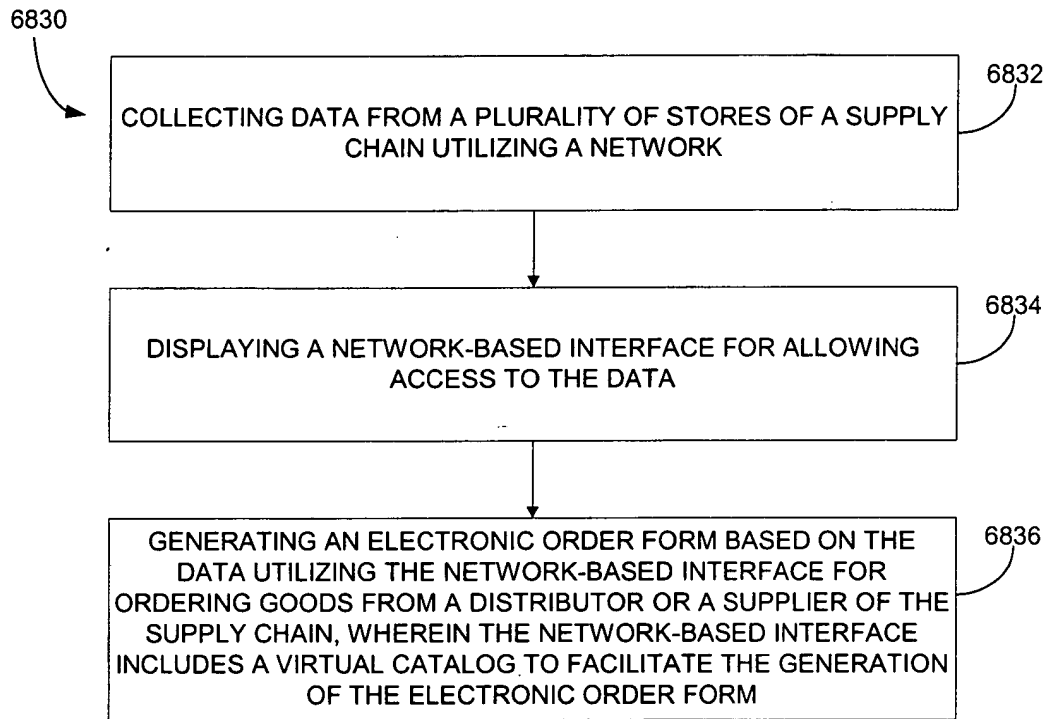 6830
6832
COLLECTING DATA FROM A PLURALITY OF STORES OF A SUPPLY
CHAIN UTILIZING A NETWORK
6834
DISPLAYING A NETWORK-BASED INTERFACE FOR ALLOWING
ACCESS TO THE DATA
6836
GENERATING AN ELECTRONIC ORDER FORM BASED ON THE
DATA UTILIZING THE NETWORK-BASED INTERFACE FOR
ORDERING GOODS FROM A DISTRIBUTOR OR A SUPPLIER OF THE
SUPPLY CHAIN, WHEREIN THE NETWORK-BASED INTERFACE
INCLUDES A VIRTUAL CATALOG TO FACILITATE THE GENERATION
OF THE ELECTRONIC ORDER FORM